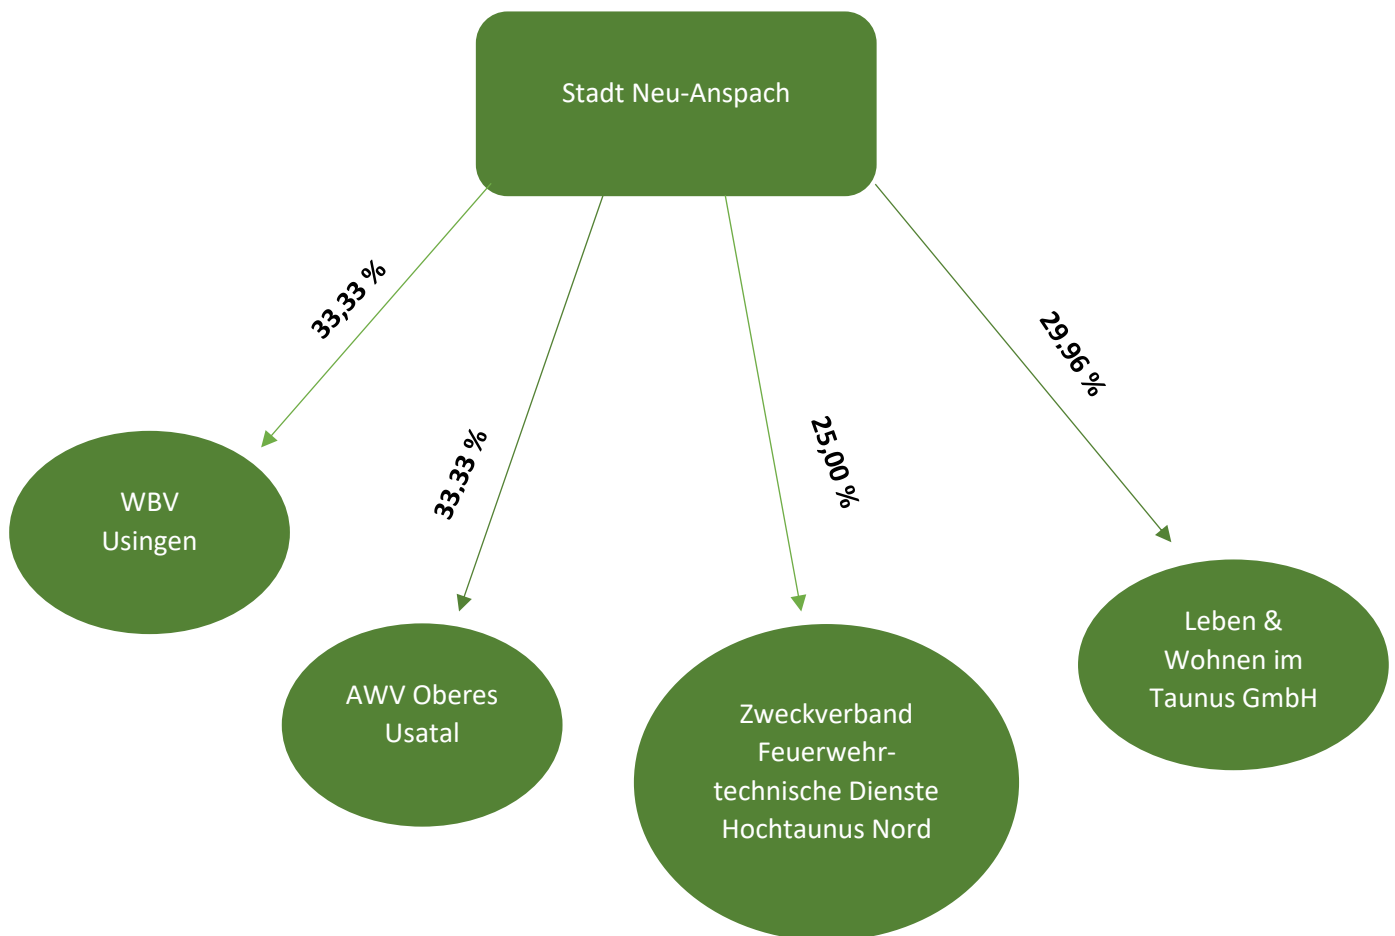 Stadt Neu-Anspach
33,33 %
33,33 %
25,00 %
29,96 %
WBV
Usingen
AWV Oberes
Usatal
Zweckverband
Feuerwehr-
technische Dienste
Hochtaunus Nord
Leben &
Wohnen im
Taunus GmbH